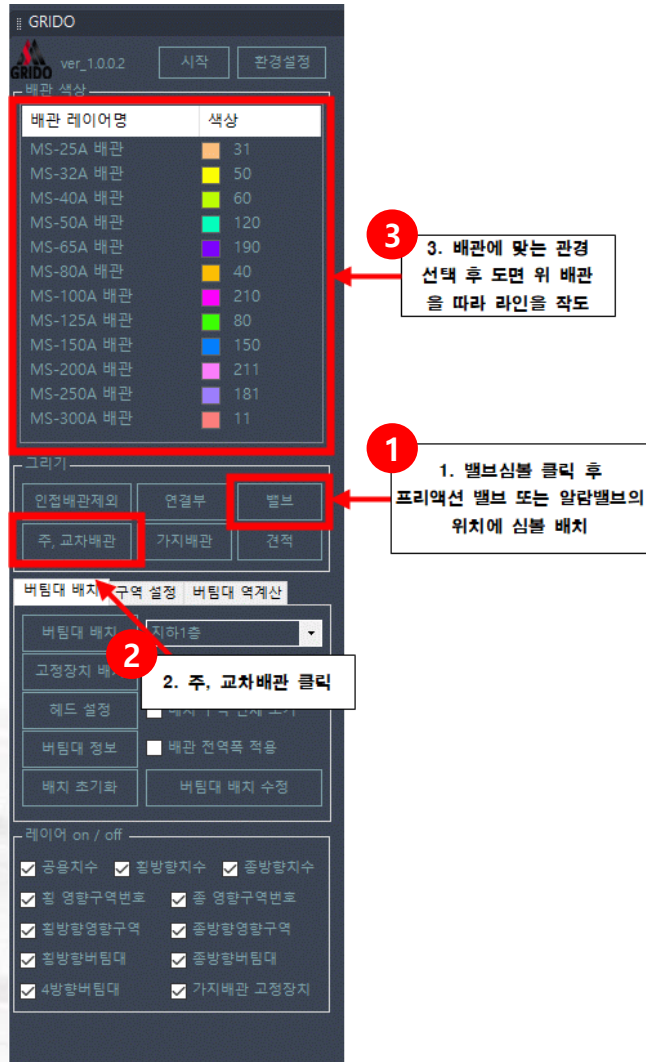 GRIDO
GRIDO ver_1.0.0.2 시작 환경설정
배관 색상
배관 레이어명 색상
MS-25A 배관 31
MS-32A 배관 50
MS-40A 배관 60
MS-50A 배관 120
MS-65A 배관 190
MS-80A 배관 40
MS-100A 배관 210
MS-125A 배관 80
MS-150A 배관 150
MS-200A 배관 211
MS-250A 배관 181
MS-300A 배관 11
3
3. 배관에 맞는 관경
선택 후 도면 위 배관
을 따라 라인을 작도
그리기
인접배관제외 연결부 밸브
주, 교차배관 가지배관 견적
1
1. 밸브심볼 클릭 후
프리액션 밸브 또는 알람밸브의
위치에 심볼 배치
버팀대 배치 구역 설정 버팀대 역계산
버팀대 배치 지하1층
고정장치
2
2. 주, 교차배관 클릭
헤드 설정
버팀대 정보 배관 전역폭 적용
배치 초기화 버팀대 배치 수정
레이어 on / off
공용치수 횡방향치수 종방향치수
횡 영향구역번호 종 영향구역번호
횡방향영향구역 종방향영향구역
횡방향버팀대 종방향버팀대
4방향버팀대 가지배관 고정장치